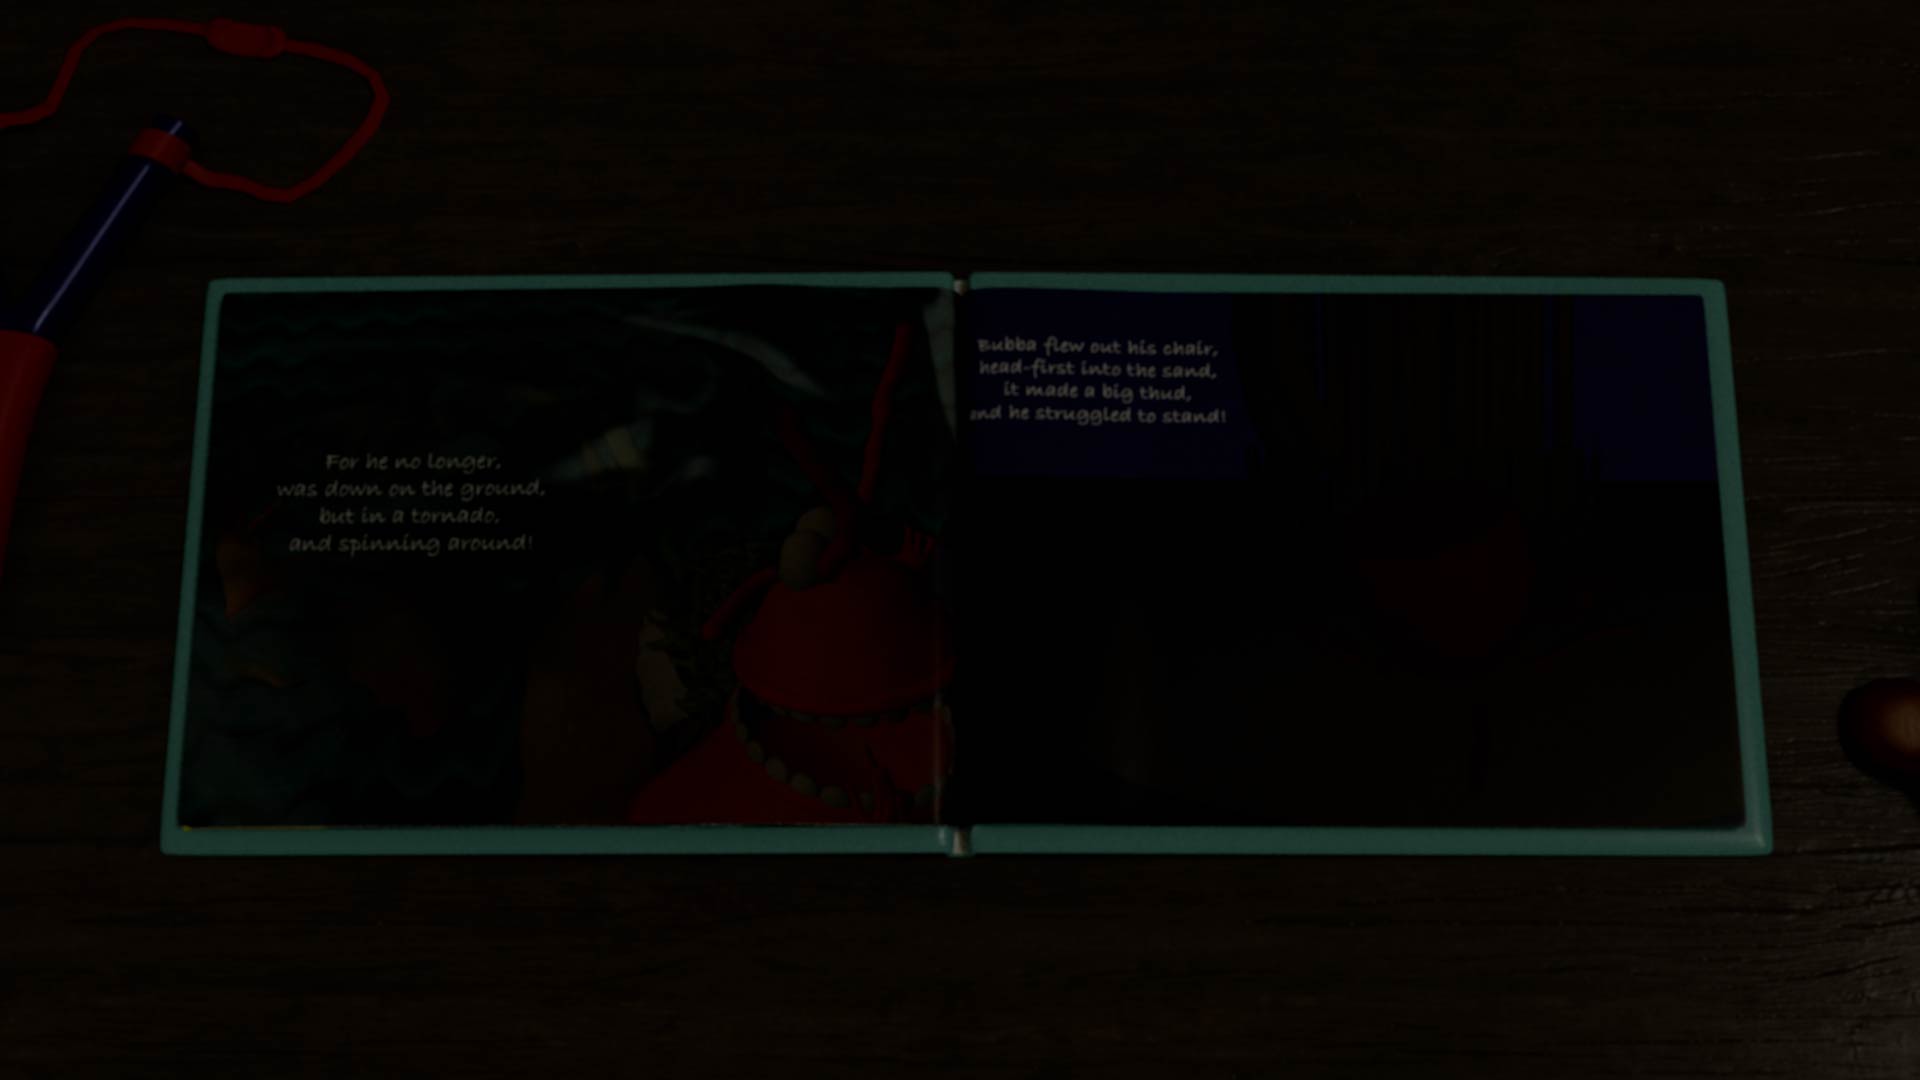 For he no longer,
was down on the ground,
but in a tornado,
and spinning around!
Bubba flew out his chair,
head-first into the sand,
it made a big thud,
and he struggled to stand!